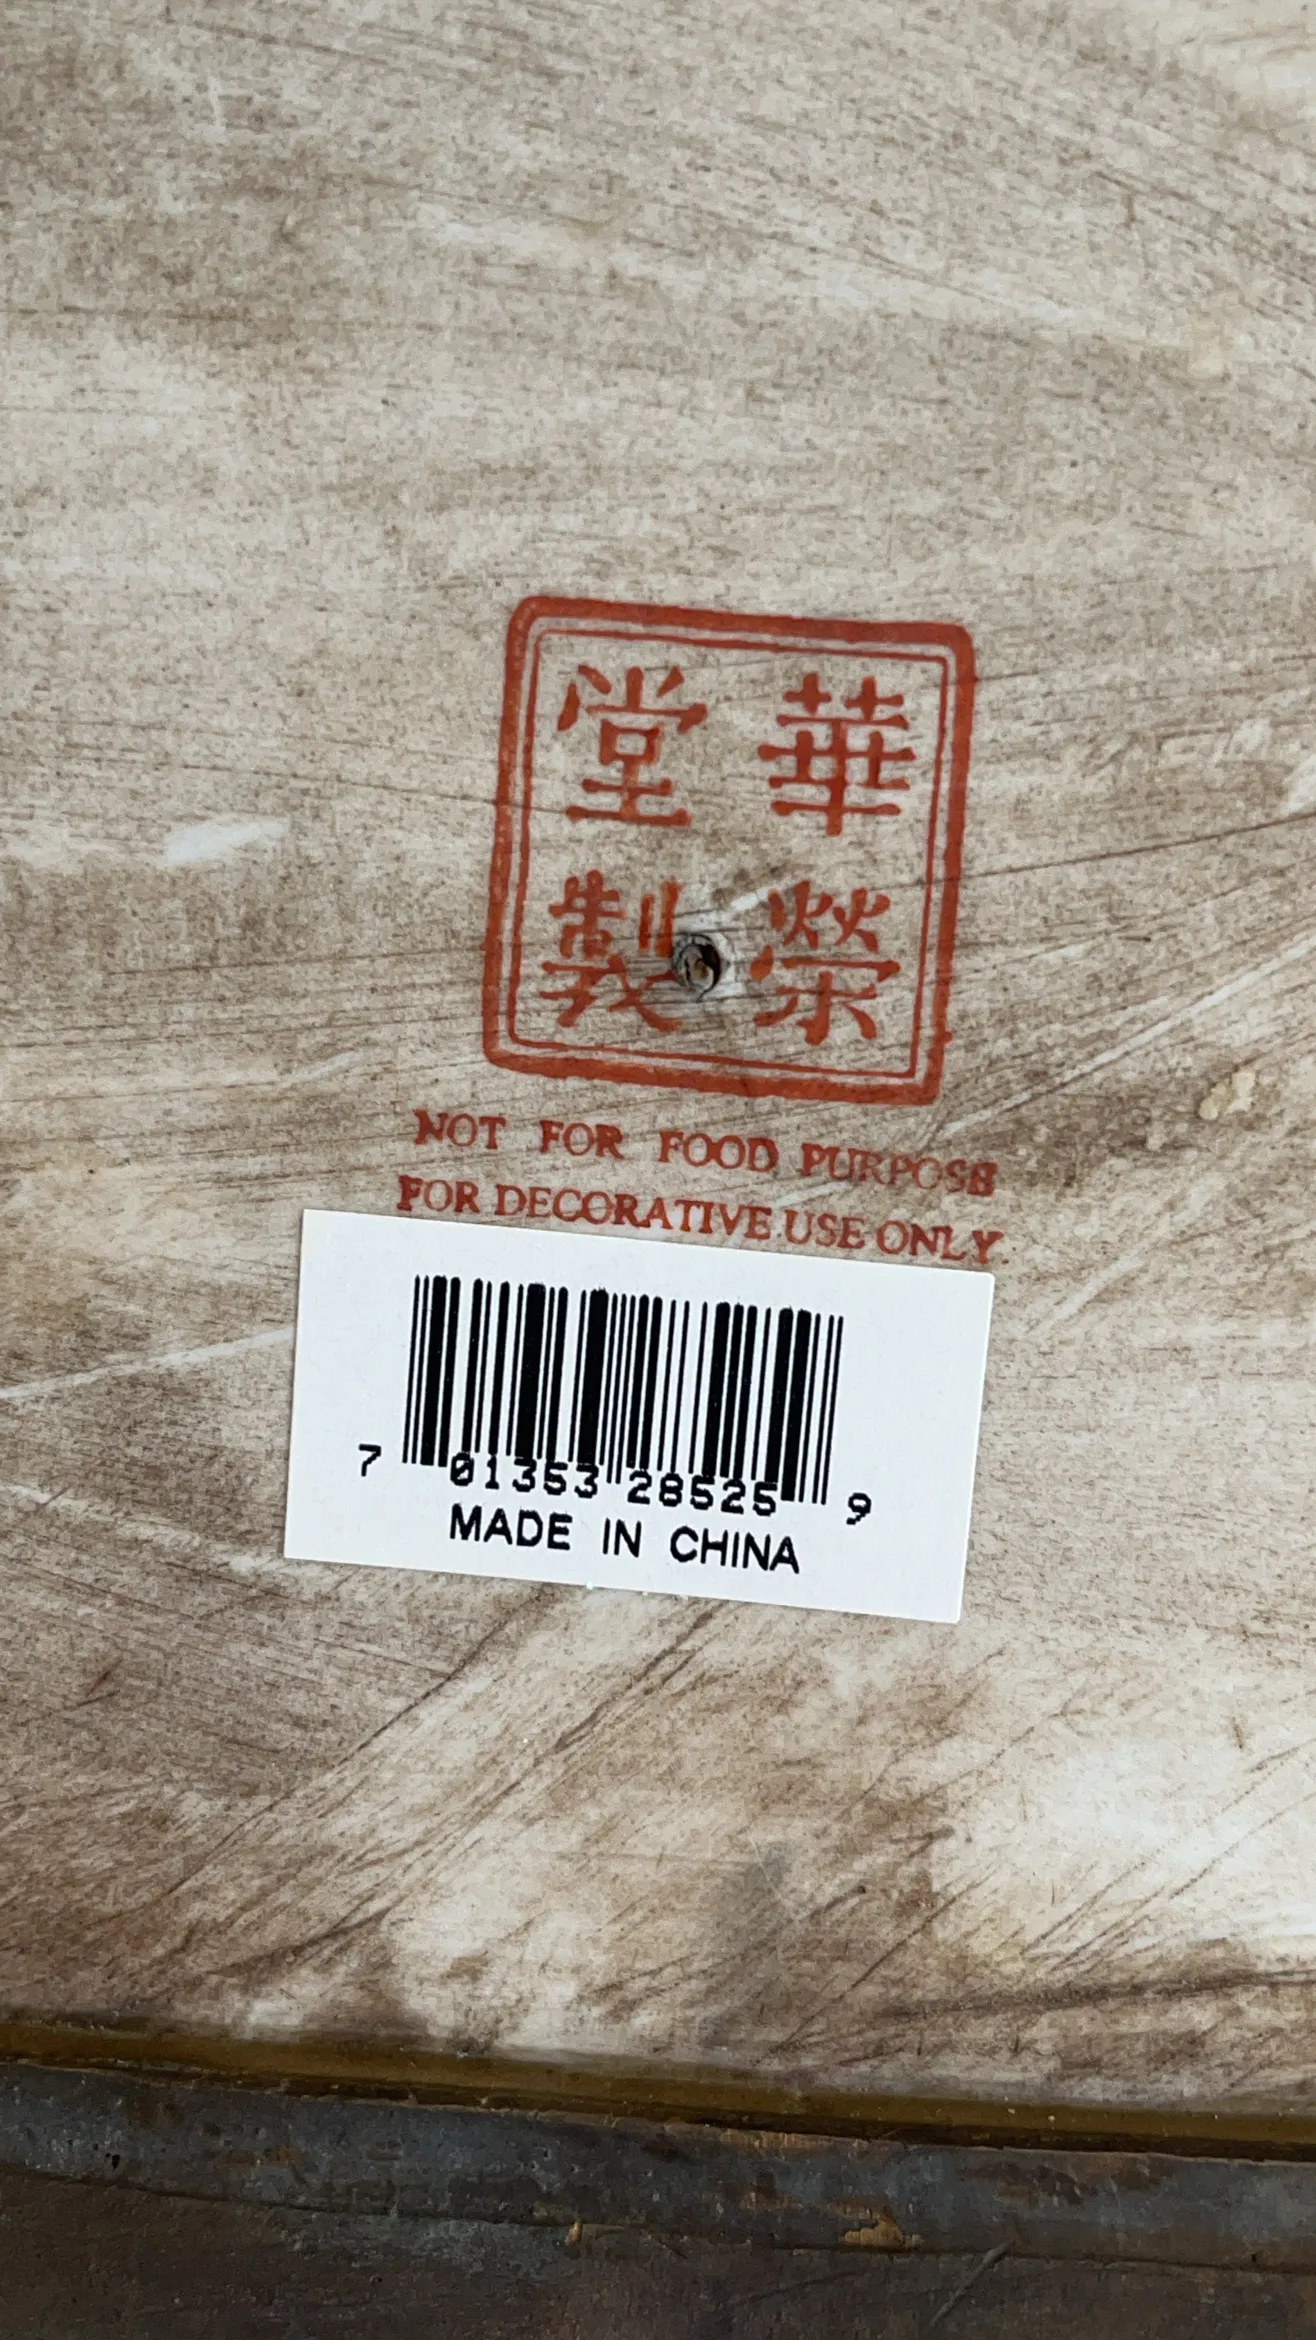 華榮
堂製
NOT FOR FOOD PURPOSE
FOR DECORATIVE USE ONLY.
7 01353 28525 9
MADE IN CHINA